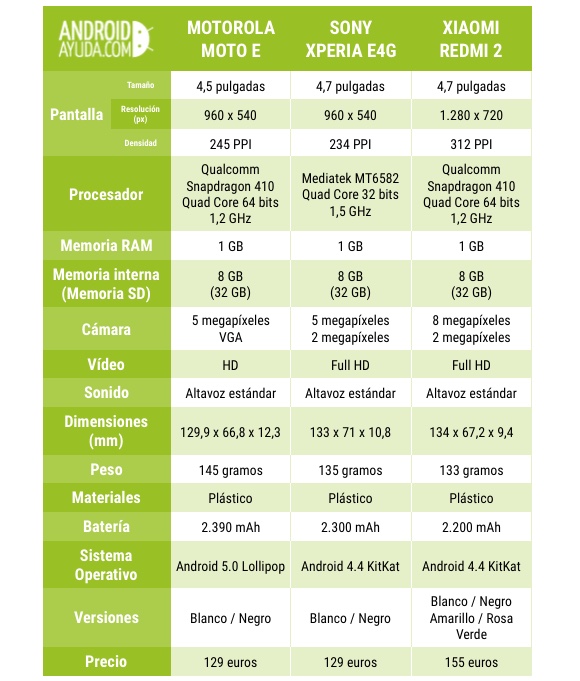 ANDROID
AYUDA.COM
MOTOROLA
MOTO E
SONY
XPERIA E4G
XIAOMI
REDMI 2
Pantalla
Tamaño
4,5 pulgadas
4,7 pulgadas
4,7 pulgadas
Resolución
(px)
960 x 540
960 x 540
1.280 x 720
Densidad
245 PPI
234 PPI
312 PPI
Procesador
Qualcomm
Snapdragon 410
Quad Core 64 bits
1,2 GHz
Mediatek MT6582
Quad Core 32 bits
1,5 GHz
Qualcomm
Snapdragon 410
Quad Core 64 bits
1,2 GHz
Memoria RAM
1 GB
1 GB
1 GB
Memoria interna
(Memoria SD)
8 GB
(32 GB)
8 GB
(32 GB)
8 GB
(32 GB)
Cámara
5 megapíxeles
VGA
5 megapíxeles
2 megapíxeles
8 megapíxeles
2 megapíxeles
Vídeo
HD
Full HD
Full HD
Sonido
Altavoz estándar
Altavoz estándar
Altavoz estándar
Dimensiones
(mm)
129,9 x 66,8 x 12,3
133 x 71 x 10,8
134 x 67,2 x 9,4
Peso
145 gramos
135 gramos
133 gramos
Materiales
Plástico
Plástico
Plástico
Batería
2.390 mAh
2.300 mAh
2.200 mAh
Sistema
Operativo
Android 5.0 Lollipop
Android 4.4 KitKat
Android 4.4 KitKat
Versiones
Blanco / Negro
Blanco / Negro
Blanco / Negro
Amarillo / Rosa
Verde
Precio
129 euros
129 euros
155 euros